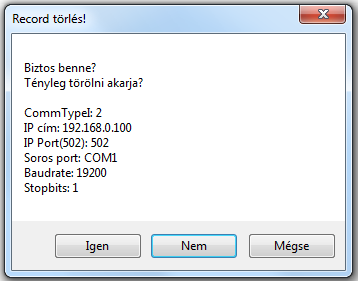 Record törlés!
Biztos benne?
Tényleg törölni akarja?
CommTypeI: 2
IP cím: 192.168.0.100
IP Port(502): 502
Soros port: COM1
Baudrate: 19200
Stopbits: 1
Igen
Nem
Mégse